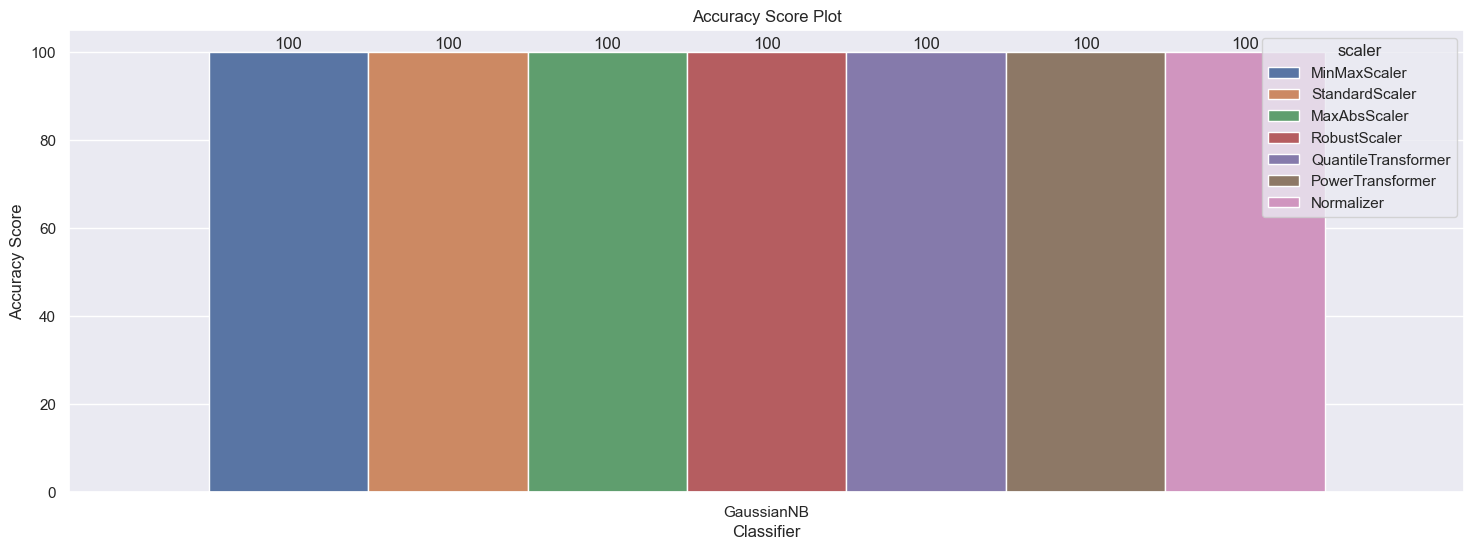 Accuracy Score Plot
100 100 100 100 100 100 100
scaler
MinMaxScaler
StandardScaler
MaxAbsScaler
RobustScaler
QuantileTransformer
PowerTransformer
Normalizer
Accuracy Score
100
80
60
40
20
0
GaussianNB
Classifier